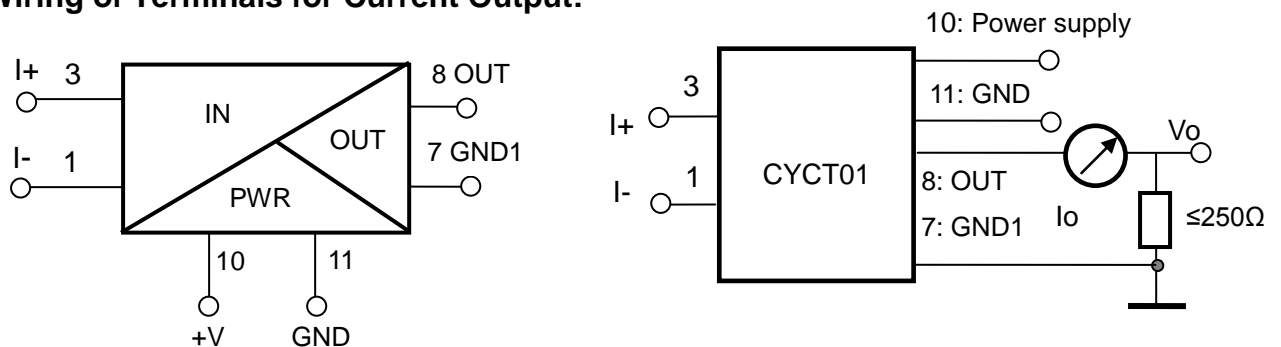 Wiring of Terminals for Current Output:
I+ 3
IN
I- 1
PWR
OUT
8 OUT
7 GND1
10
11
+V
GND
10: Power supply
11: GND
3
I+
1
I-
CYCT01
8: OUT
7: GND1
Io
Vo
≤250Ω